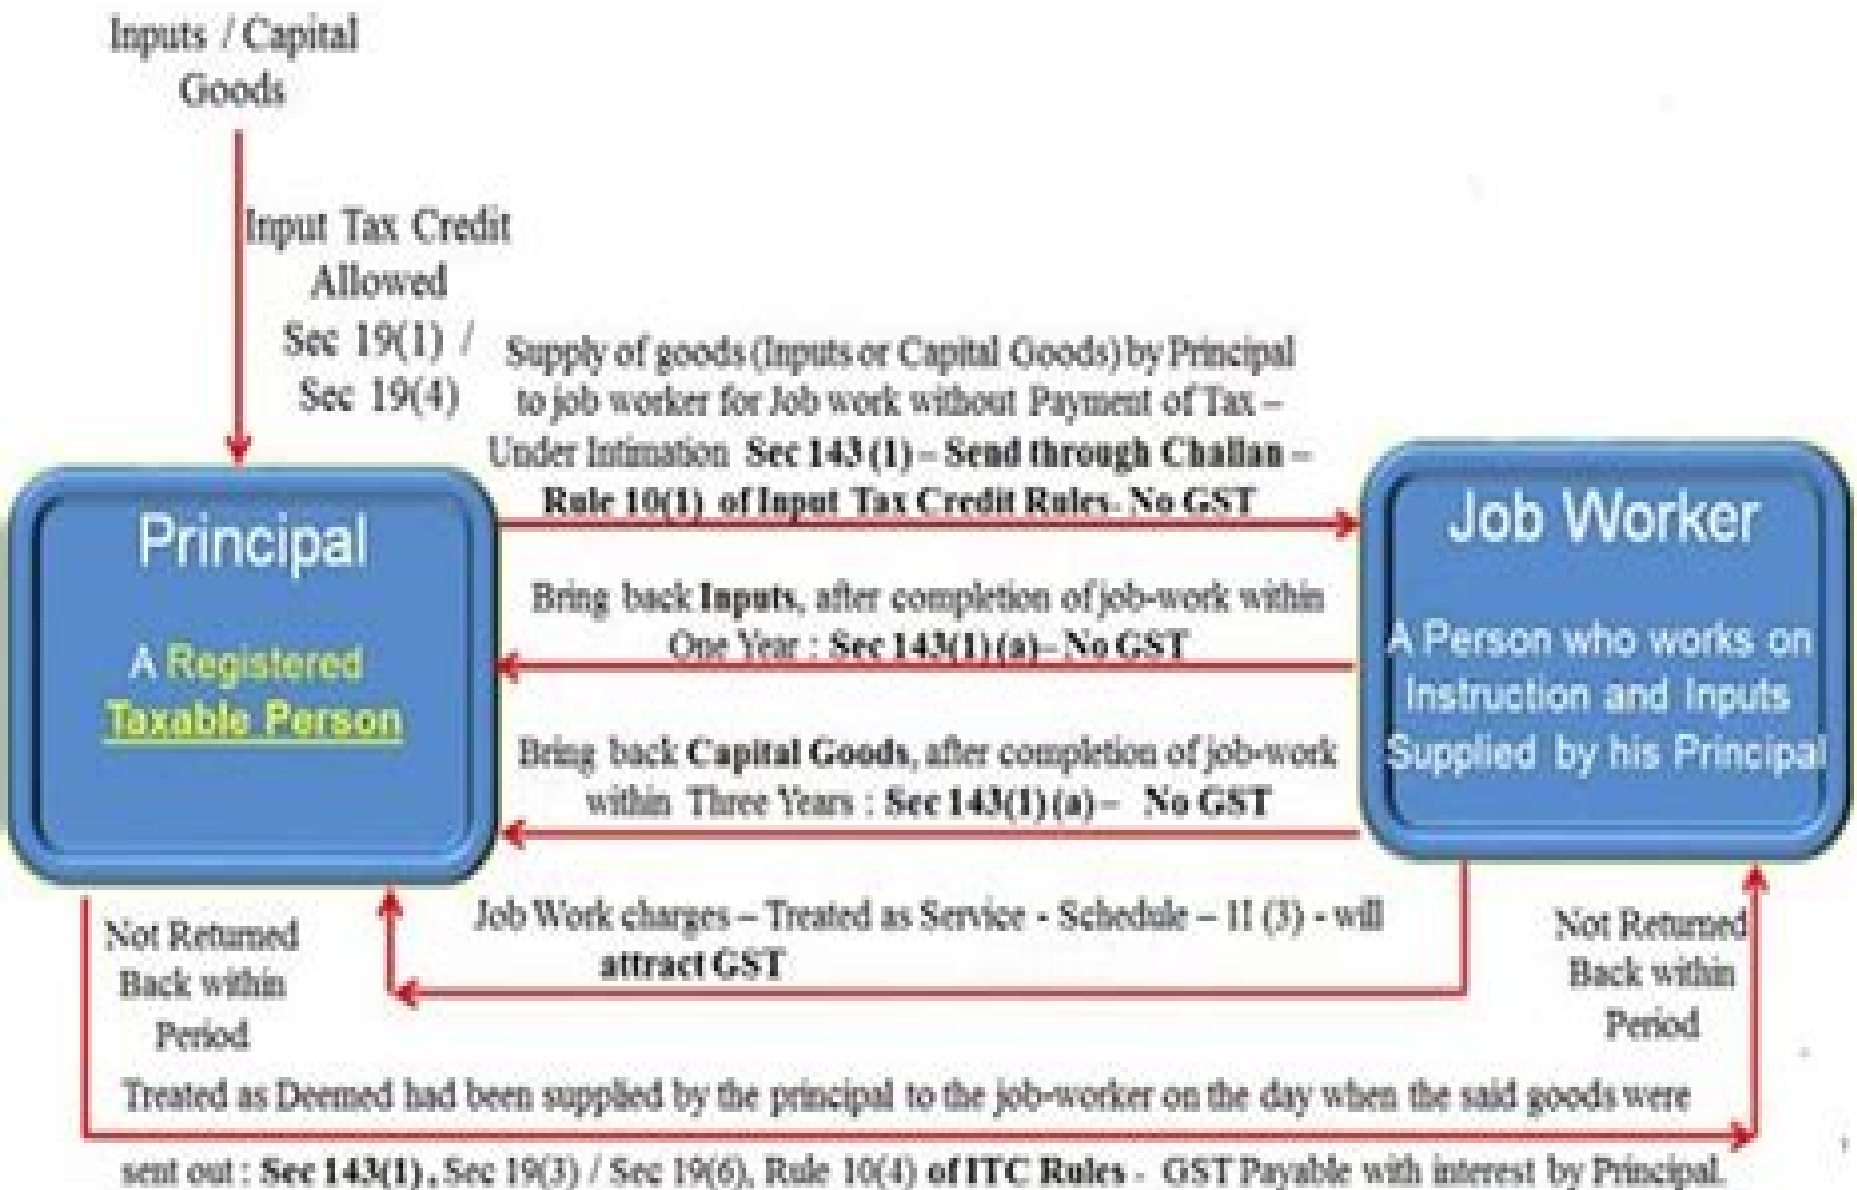 Inputs / Capital
Goods
Input Tax Credit
Allowed
Sec 19(1) /
Sec 19(4)
Supply of goods (Inputs or Capital Goods) by Principal
to job worker for Job work without Payment of Tax –
Under Intimation Sec 143 (1) – Send through Challan –
Rule 10(1) of Input Tax Credit Rules- No GST
Principal
A Registered
Taxable Person
Job Worker
A Person who works on
Instruction and Inputs
Supplied by his Principal
Bring back Inputs, after completion of job-work within
One Year : Sec 143(1)(a)– No GST
Bring back Capital Goods, after completion of job-work
within Three Years : Sec 143(1)(a) – No GST
Job Work charges – Treated as Service - Schedule – II (3) - will
attract GST
Not Returned
Back within
Period
Not Returned
Back within
Period
Treated as Deemed had been supplied by the principal to the job-worker on the day when the said goods were
sent out : Sec 143(1), Sec 19(3) / Sec 19(6), Rule 10(4) of ITC Rules - GST Payable with interest by Principal.